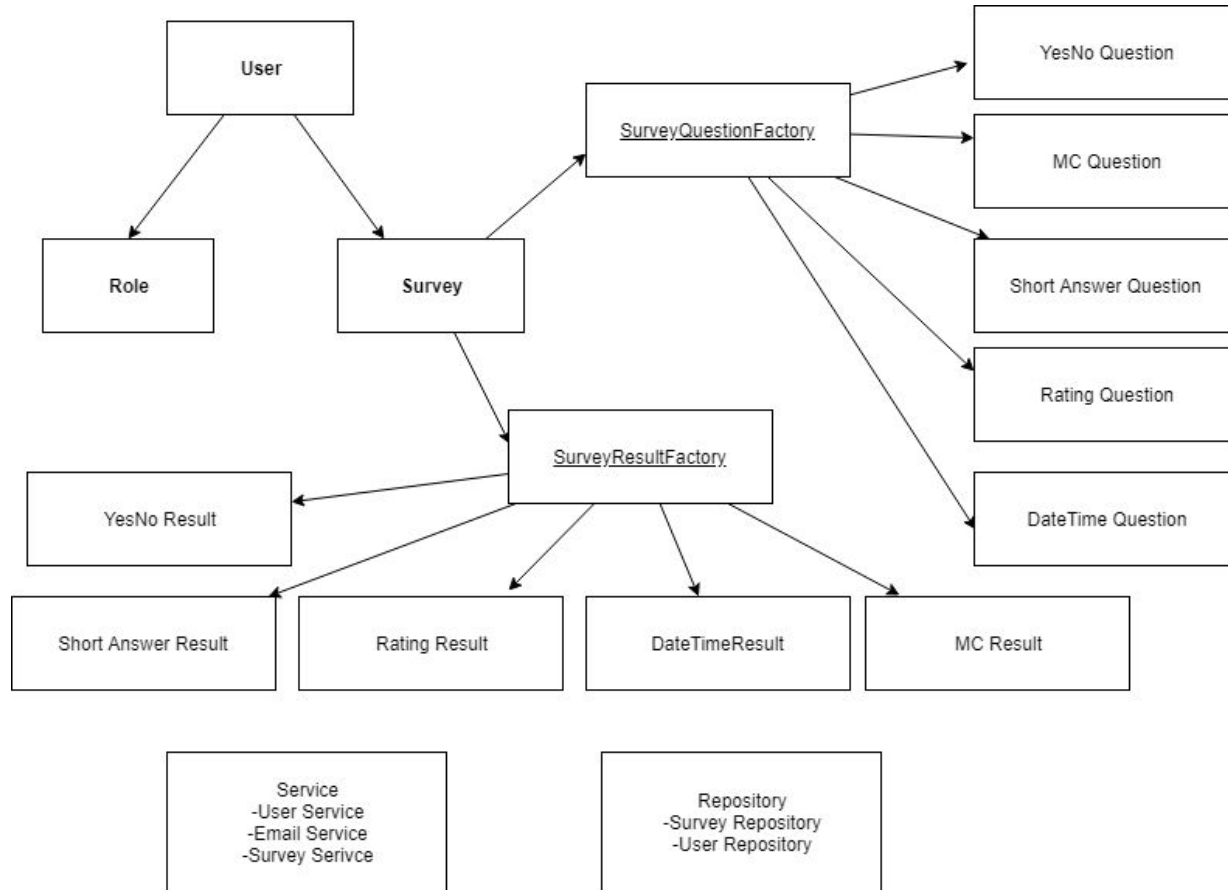 User
YesNo Question
SurveyQuestionFactory
MC Question
Role
Survey
Short Answer Question
Rating Question
SurveyResultFactory
YesNo Result
DateTime Question
Short Answer Result
Rating Result
DateTimeResult
MC Result
Service
-User Service
-Email Service
-Survey Serivce
Repository
-Survey Repository
-User Repository